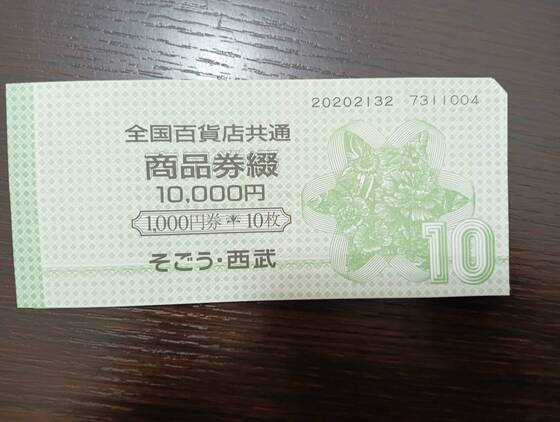 20202132 7311004
全国百貨店共通
商品券綴
10,000円
1,000円券 10枚
そごう・西武
10